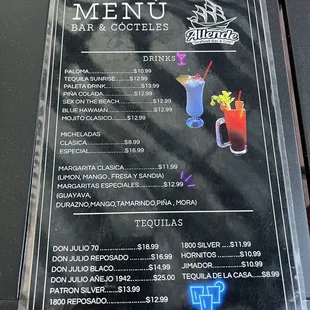 MENÚ
BAR & CÓCTELES
Allende
DRINKS
PALOMA....................$10.99
TEQUILA SUNRISE.........$12.99
PALETA DRINK..............$13.99
PIÑA COLADA................$12.99
SEX ON THE BEACH...........$12.99
BLUE HAWAIIAN..............$12.99
MOJITO CLASICO............$12.99
MICHELADAS
CLASICA..................$8.99
ESPECIAL.................$16.99
MARGARITA CLASICA............$11.99
(LIMON, MANGO , FRESA Y SANDIA)
MARGARITAS ESPECIALES.......$12.99
(GUAYAVA,
DURAZNO,MANGO,TAMARINDO,PIÑA , MORA)
TEQUILAS
DON JULIO 70...............$18.99
DON JULIO REPOSADO.....$16.99
DON JULIO BLACO.........$14.99
DON JULIO AÑEJO 1942.......$25.00
PATRON SILVER......$13.99
1800 REPOSADO..........$12.99
1800 SILVER ....$11.99
HORNITOS ..........$10.99
JIMADOR............$10.99
TEQUILA DE LA CASA....$8.99